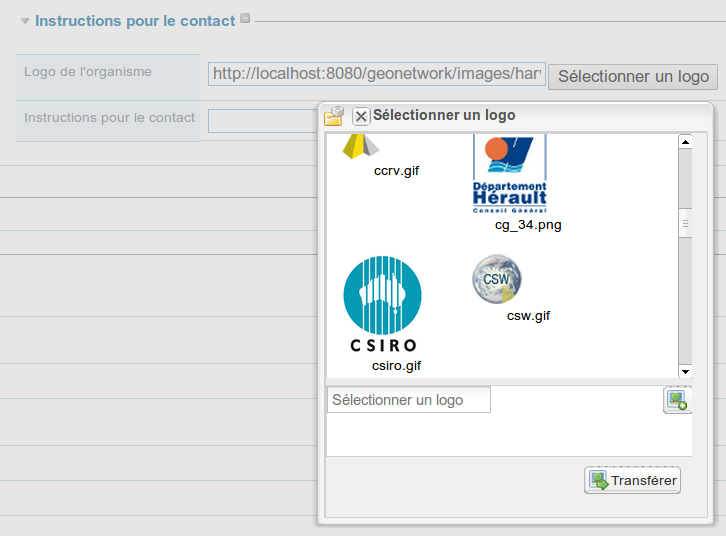 Instructions pour le contact
Logo de l'organisme
http://localhost:8080/geonetwork/images/har
Sélectionner un logo
Instructions pour le contact
Sélectionner un logo
ccrv.gif
Département
Hérault
Conseil Général
cg_34.png
CSIRO
csiro.gif
CSW
csw.gif
Sélectionner un logo
Transférer